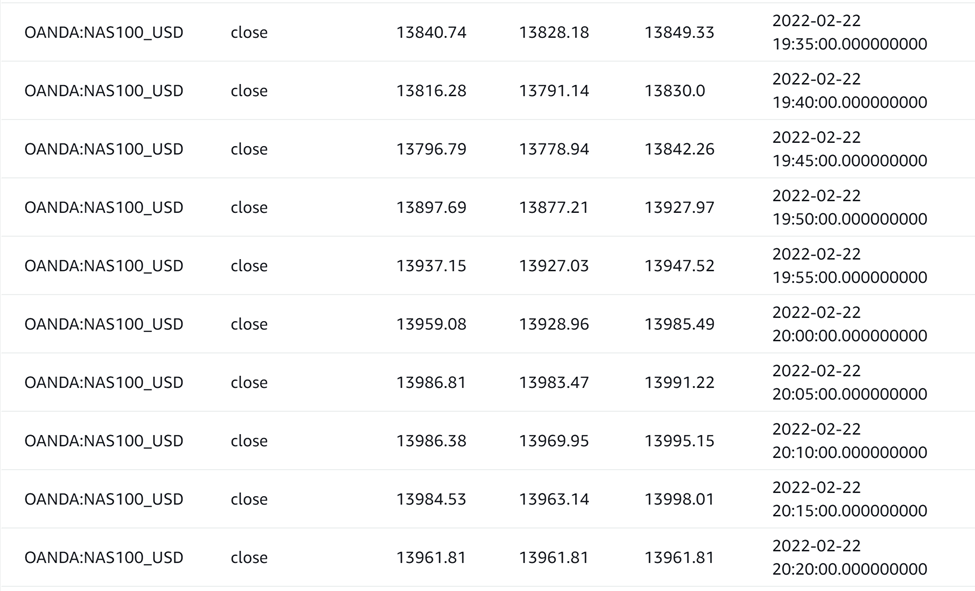 OANDA:NAS100_USD close 13840.74 13828.18 13849.33 2022-02-22
19:35:00.000000000
OANDA:NAS100_USD close 13816.28 13791.14 13830.0 2022-02-22
19:40:00.000000000
OANDA:NAS100_USD close 13796.79 13778.94 13842.26 2022-02-22
19:45:00.000000000
OANDA:NAS100_USD close 13897.69 13877.21 13927.97 2022-02-22
19:50:00.000000000
OANDA:NAS100_USD close 13937.15 13927.03 13947.52 2022-02-22
19:55:00.000000000
OANDA:NAS100_USD close 13959.08 13928.96 13985.49 2022-02-22
20:00:00.000000000
OANDA:NAS100_USD close 13986.81 13983.47 13991.22 2022-02-22
20:05:00.000000000
OANDA:NAS100_USD close 13986.38 13969.95 13995.15 2022-02-22
20:10:00.000000000
OANDA:NAS100_USD close 13984.53 13963.14 13998.01 2022-02-22
20:15:00.000000000
OANDA:NAS100_USD close 13961.81 13961.81 13961.81 2022-02-22
20:20:00.000000000